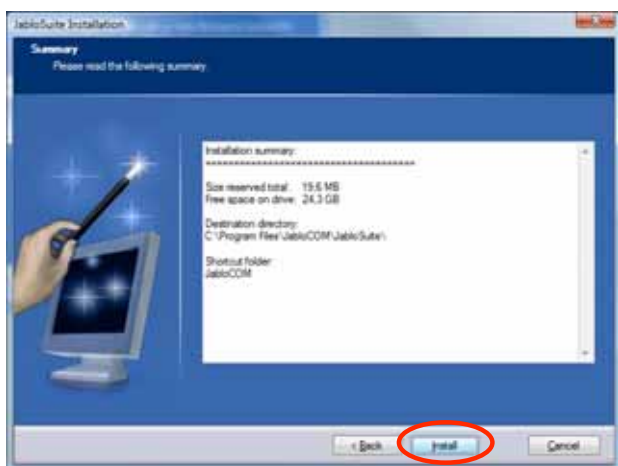 JabloSuite Installation
Summary
Please read the following summary.
Installation summary:
========================================
Size reserved total: 19.6 MB
Free space on drive: 24,3 GB
Destination directory:
C:\Program Files\JabloCOM\JabloSuite\
Shortcut folder:
JabloCOM
< Back
Install
Cancel